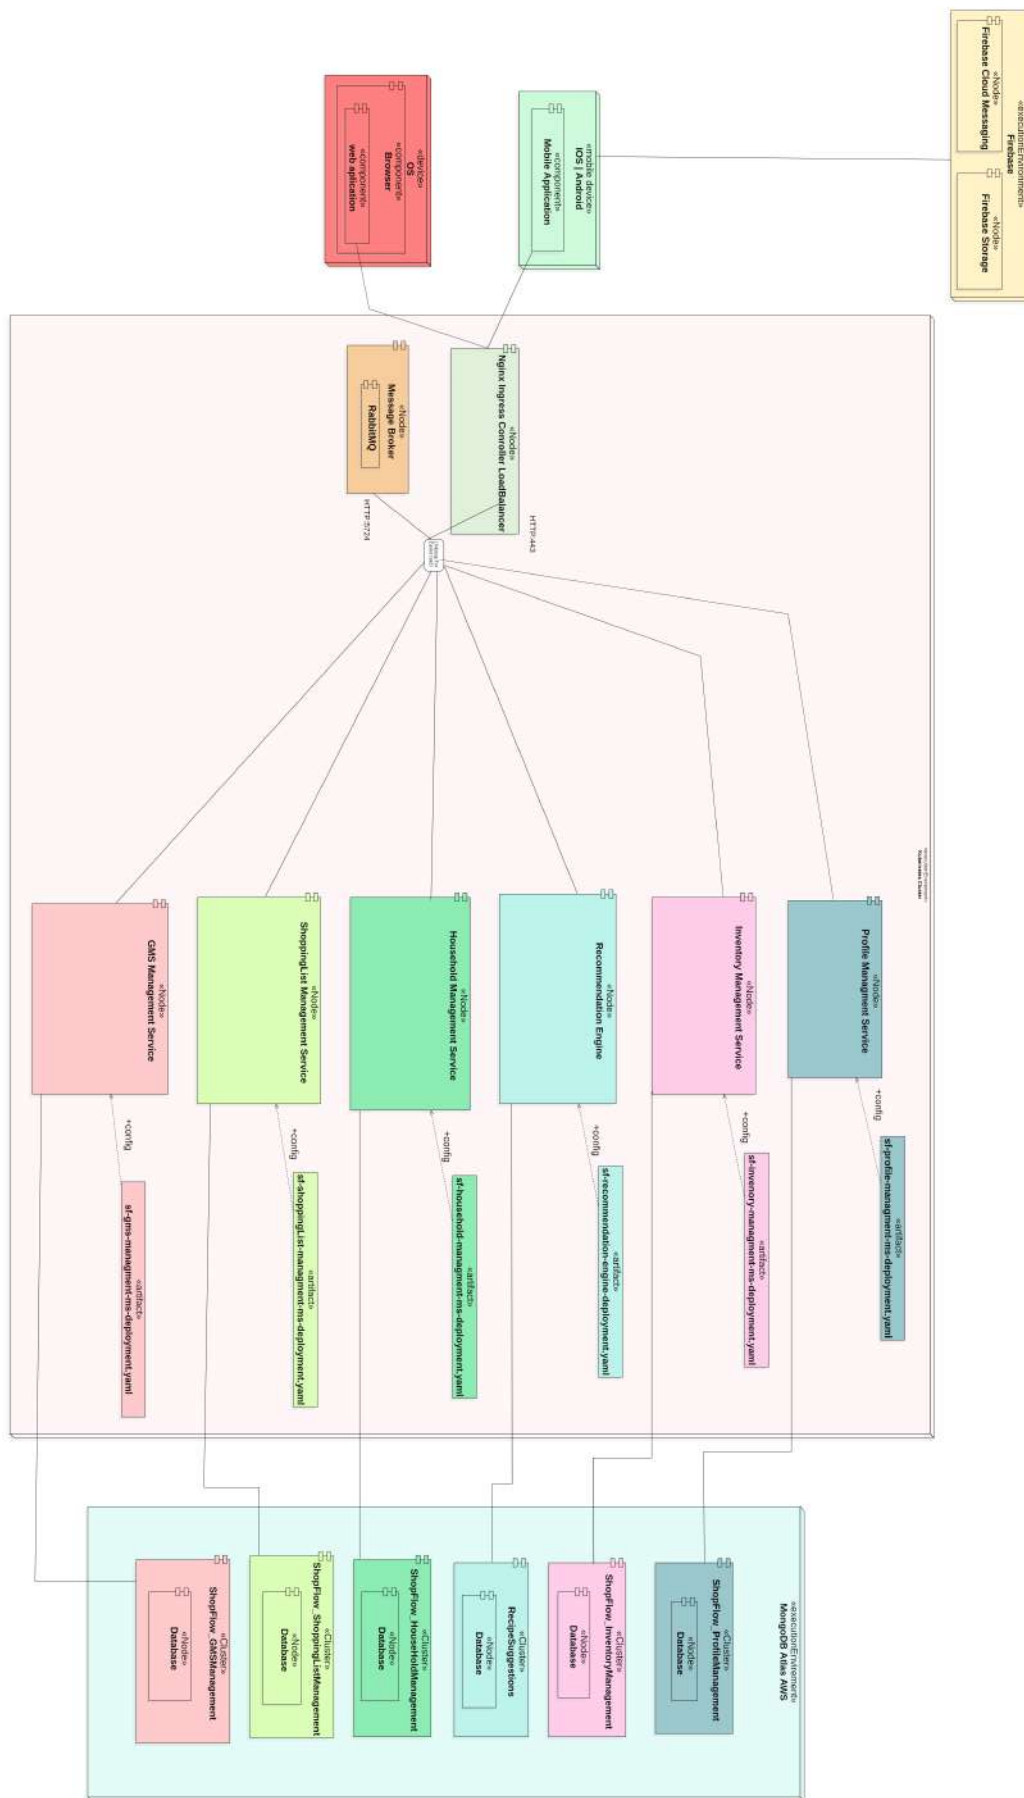 «executionEnvironment»
Firebase
«Node»
Firebase Cloud Messaging
«Node»
Firebase Storage
«mobile device»
IOS | Android
«component»
Mobile Application
«device»
OS
«component»
Browser
«component»
web aplication
«Node»
Nginx Ingress Conroller LoadBalancer
HTTP:443
«Node»
Message Broker
RabbitMQ
HTTP:5724
Kubernetes Cluster
«Node»
Profile Managment Service
«Node»
Inventory Management Service
«Node»
Recommendation Engine
«Node»
Household Management Service
«Node»
ShoppingList Management Service
«Node»
GMS Management Service
+config
+config
+config
+config
+config
+config
«artifact»
sf-profile-managment-ms-deployment.yaml
«artifact»
sf-invenory-managment-ms-deployment.yaml
«artifact»
sf-recommendation-engine-deployment.yaml
«artifact»
sf-household-managment-ms-deployment.yaml
«artifact»
sf-shoppingList-managment-ms-deployment.yaml
«artifact»
sf-gms-managment-ms-deployment.yaml
«executionEnvirement»
MongoDB Atlas AWS
«Cluster»
ShopFlow_ProfileManagement
«Node»
Database
«Cluster»
ShopFlow_InventoryManagement
«Node»
Database
«Cluster»
RecipeSuggestions
«Node»
Database
«Cluster»
ShopFlow_HouseHoldManagement
«Node»
Database
«Cluster»
ShopFlow_ShoppingListManagement
«Node»
Database
«Cluster»
ShopFlow_GMSManagement
«Node»
Database